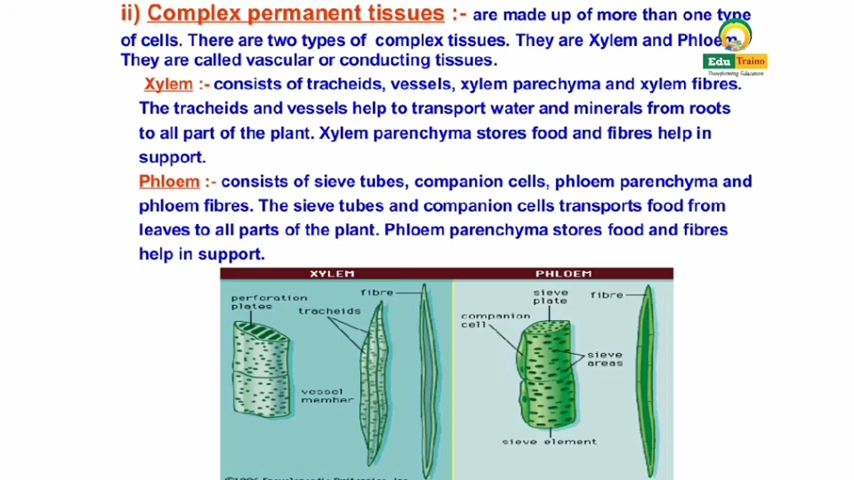 ii) Complex permanent tissues :- are made up of more than one type
of cells. There are two types of complex tissues. They are Xylem and Phloem.
They are called vascular or conducting tissues.
Edu Traino
Transforming Education
Xylem :- consists of tracheids, vessels, xylem parechyma and xylem fibres.
The tracheids and vessels help to transport water and minerals from roots
to all part of the plant. Xylem parenchyma stores food and fibres help in
support.
Phloem :- consists of sieve tubes, companion cells, phloem parenchyma and
phloem fibres. The sieve tubes and companion cells transports food from
leaves to all parts of the plant. Phloem parenchyma stores food and fibres
help in support.
XYLEM
perforation
plates
fibre
tracheids
vessel
member
PHLOEM
sieve
plate
fibre
companion
cell
sieve
areas
sieve element
Encyclopaedia Britannica, Inc.